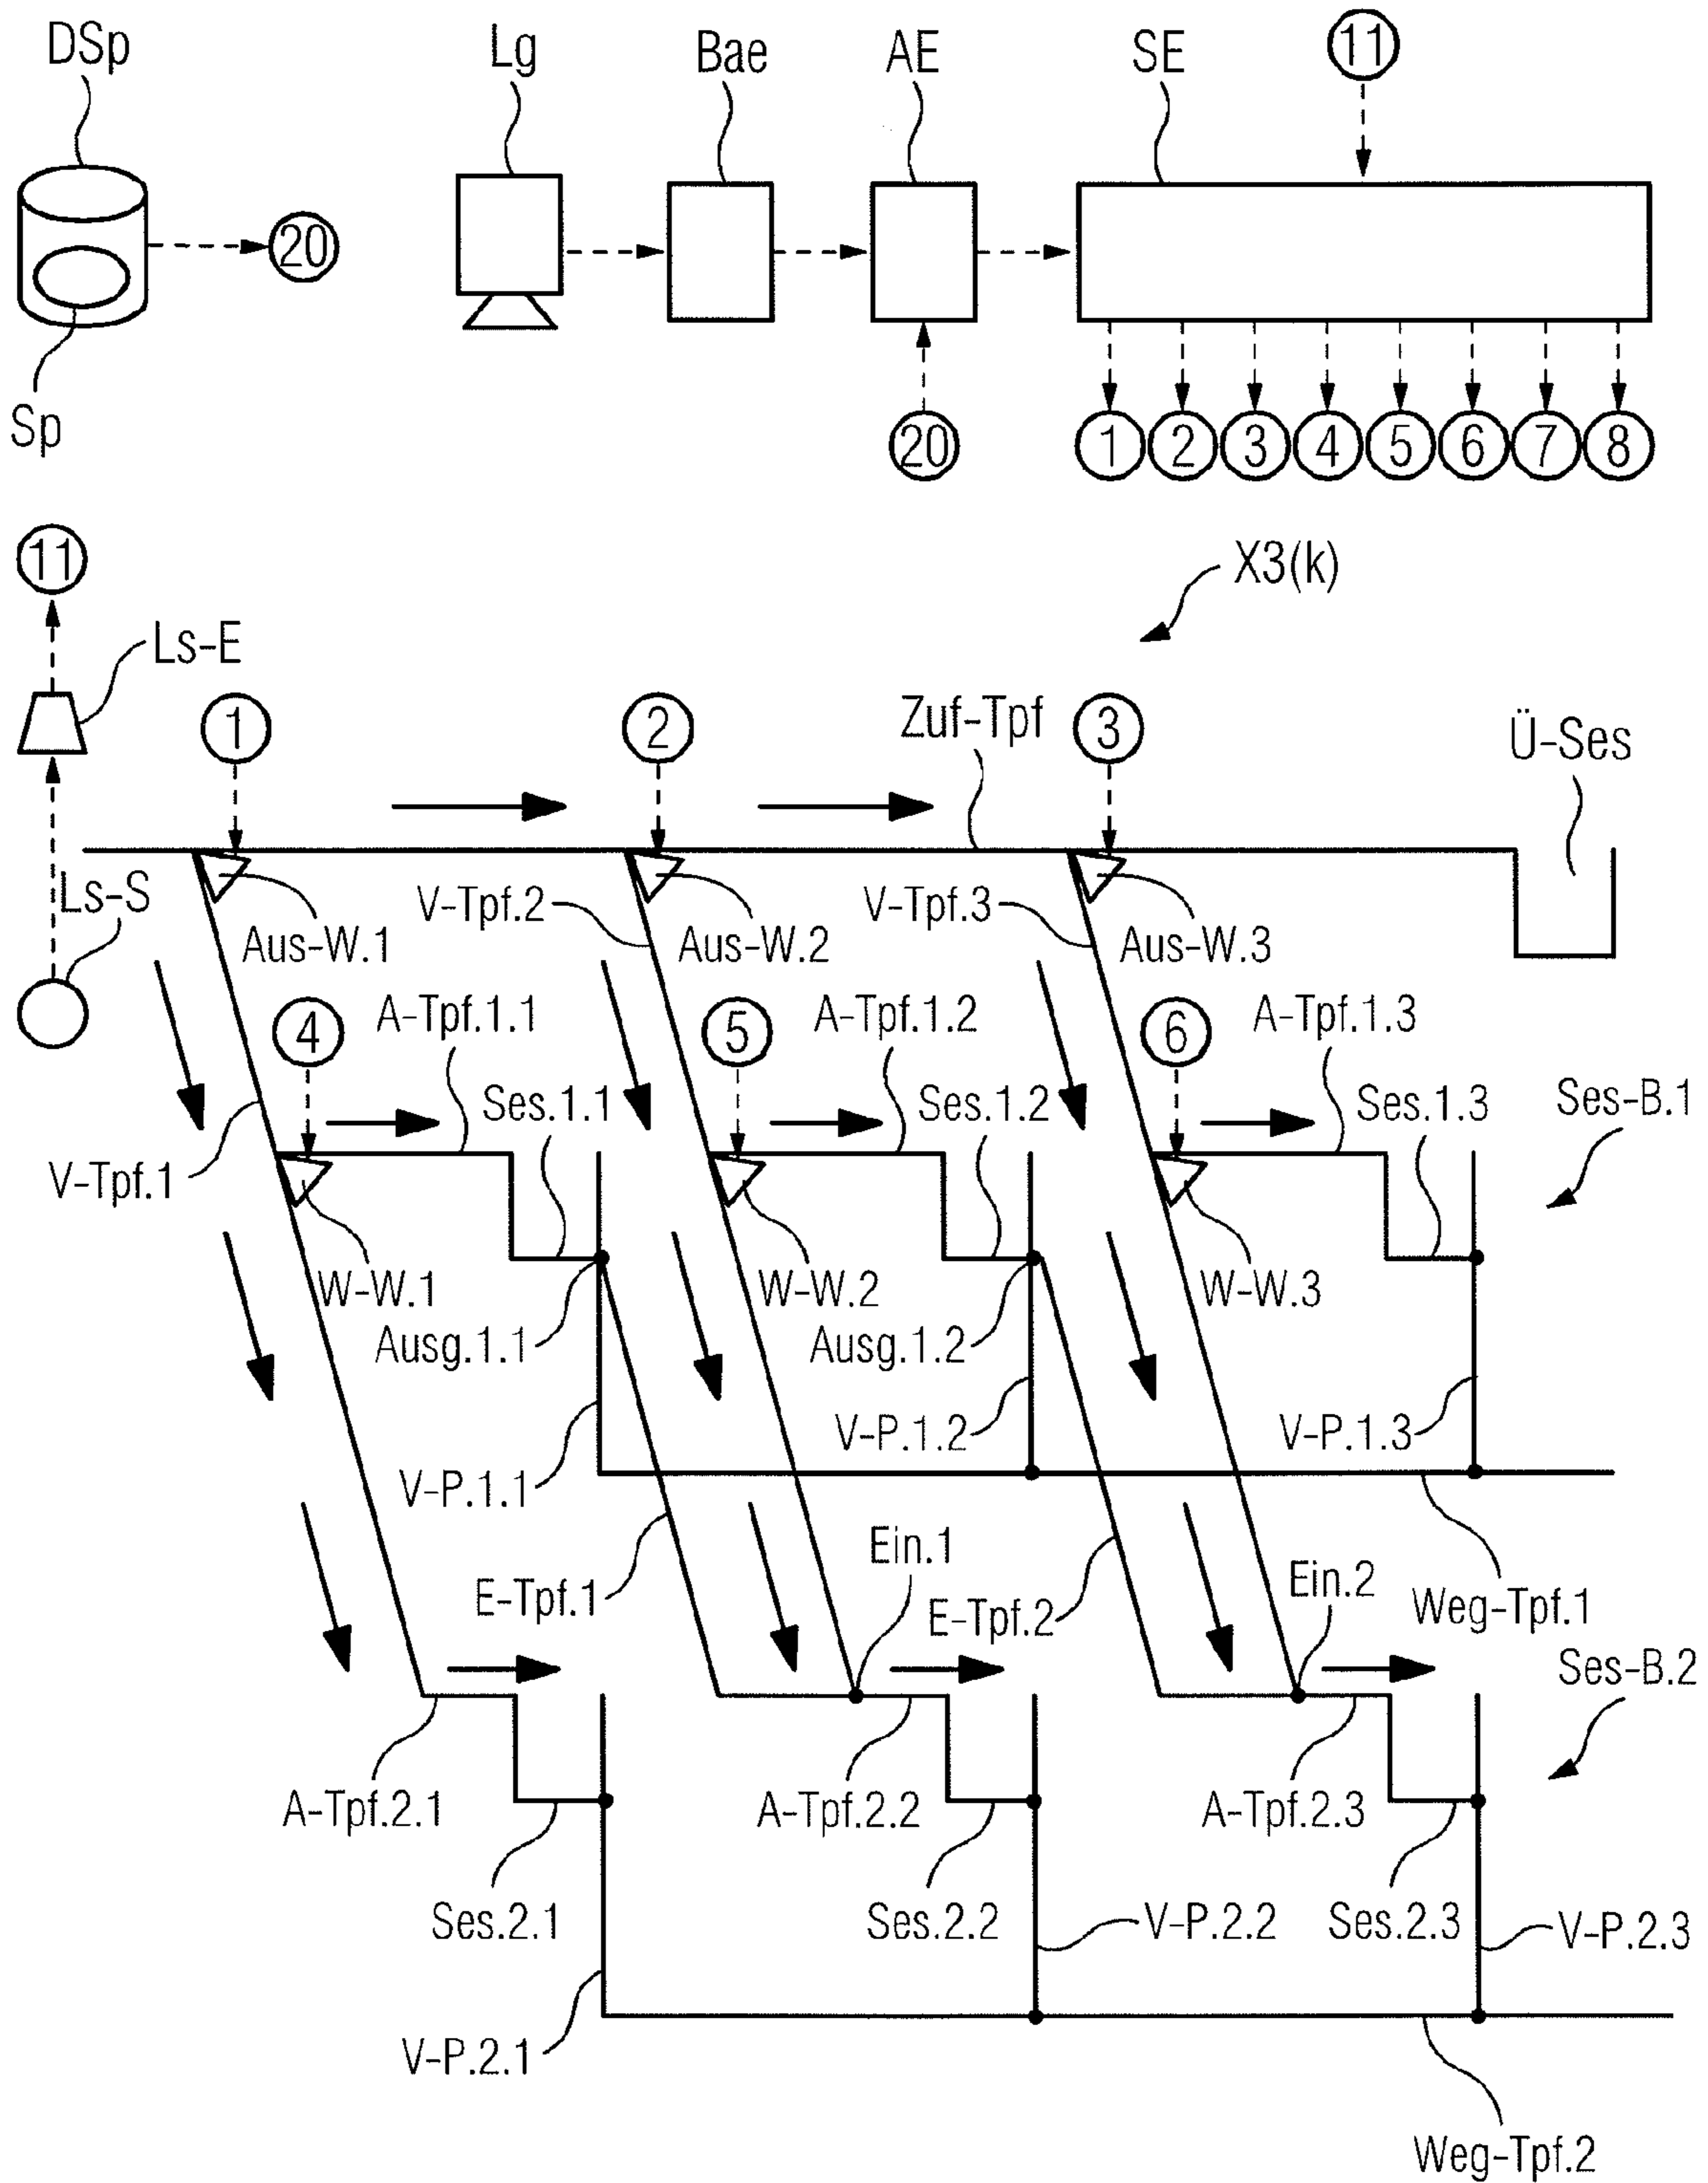 DSp Lg Bae AE SE 11
20
Sp 20 1 2 3 4 5 6 7 8
11 X3(k)
Ls-E
1 2 Zuf-Tpf 3 Ü-Ses
Ls-S V-Tpf.2 V-Tpf.3
Aus-W.1 Aus-W.2 Aus-W.3
4 A-Tpf.1.1 5 A-Tpf.1.2 6 A-Tpf.1.3
Ses.1.1 Ses.1.2 Ses.1.3 Ses-B.1
V-Tpf.1
W-W.1 W-W.2 W-W.3
Ausg.1.1 Ausg.1.2
V-P.1.2 V-P.1.3
V-P.1.1
Ein.1
E-Tpf.1 E-Tpf.2 Ein.2 Weg-Tpf.1
Ses-B.2
A-Tpf.2.1 A-Tpf.2.2 A-Tpf.2.3
Ses.2.1 Ses.2.2 V-P.2.2 Ses.2.3 V-P.2.3
V-P.2.1
Weg-Tpf.2